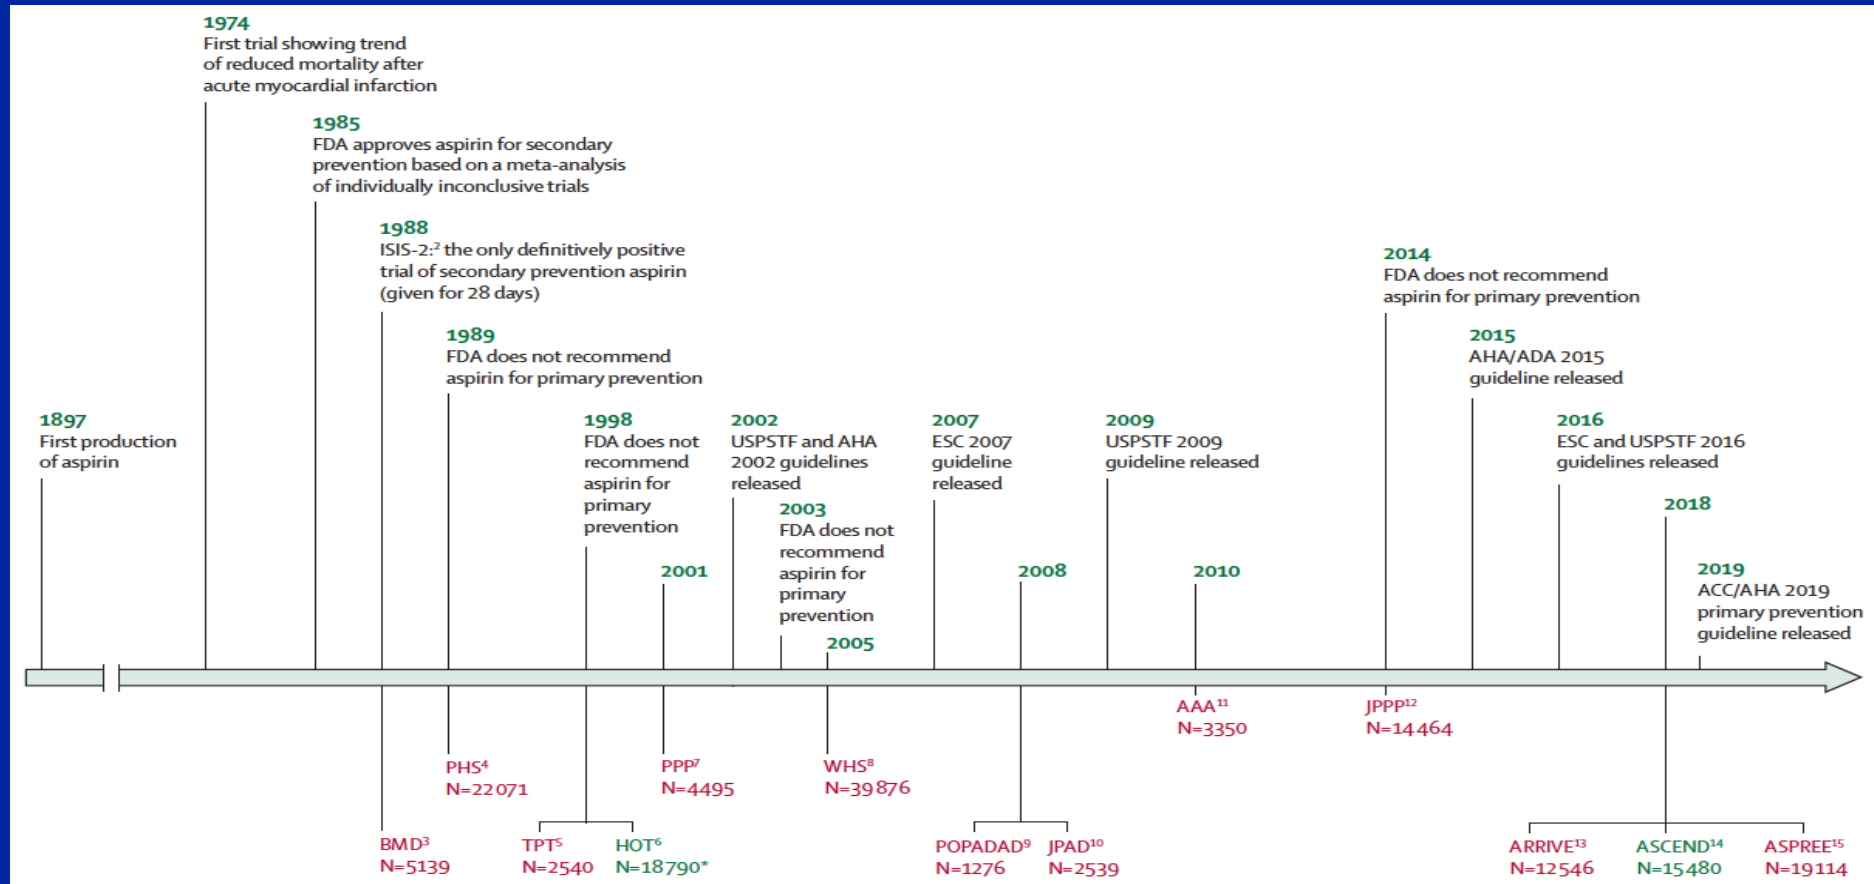 1974
First trial showing trend
of reduced mortality after
acute myocardial infarction
1985
FDA approves aspirin for secondary
prevention based on a meta-analysis
of individually inconclusive trials
1988
ISIS-2:² the only definitively positive
trial of secondary prevention aspirin
(given for 28 days)
1989
FDA does not recommend
aspirin for primary prevention
1897
First production
of aspirin
1998
FDA does not
recommend
aspirin for
primary
prevention
2001
2002
USPSTF and AHA
2002 guidelines
released
2003
FDA does not
recommend
aspirin for
primary
prevention
2005
2007
ESC 2007
guideline
released
2008
2009
USPSTF 2009
guideline released
2010
2014
FDA does not recommend
aspirin for primary prevention
2015
AHA/ADA 2015
guideline released
2016
ESC and USPSTF 2016
guidelines released
2018
2019
ACC/AHA 2019
primary prevention
guideline released
BMD³
N=5139
PHS⁴
N=22071
TPT⁵
N=2540
HOT⁶
N=18790*
PPP⁷
N=4495
WHS⁸
N=39876
POPADAD⁹
N=1276
JPAD¹⁰
N=2539
AAA¹¹
N=3350
JPPP¹²
N=14464
ARRIVE¹³
N=12546
ASCEND¹⁴
N=15480
ASPREE¹⁵
N=19114